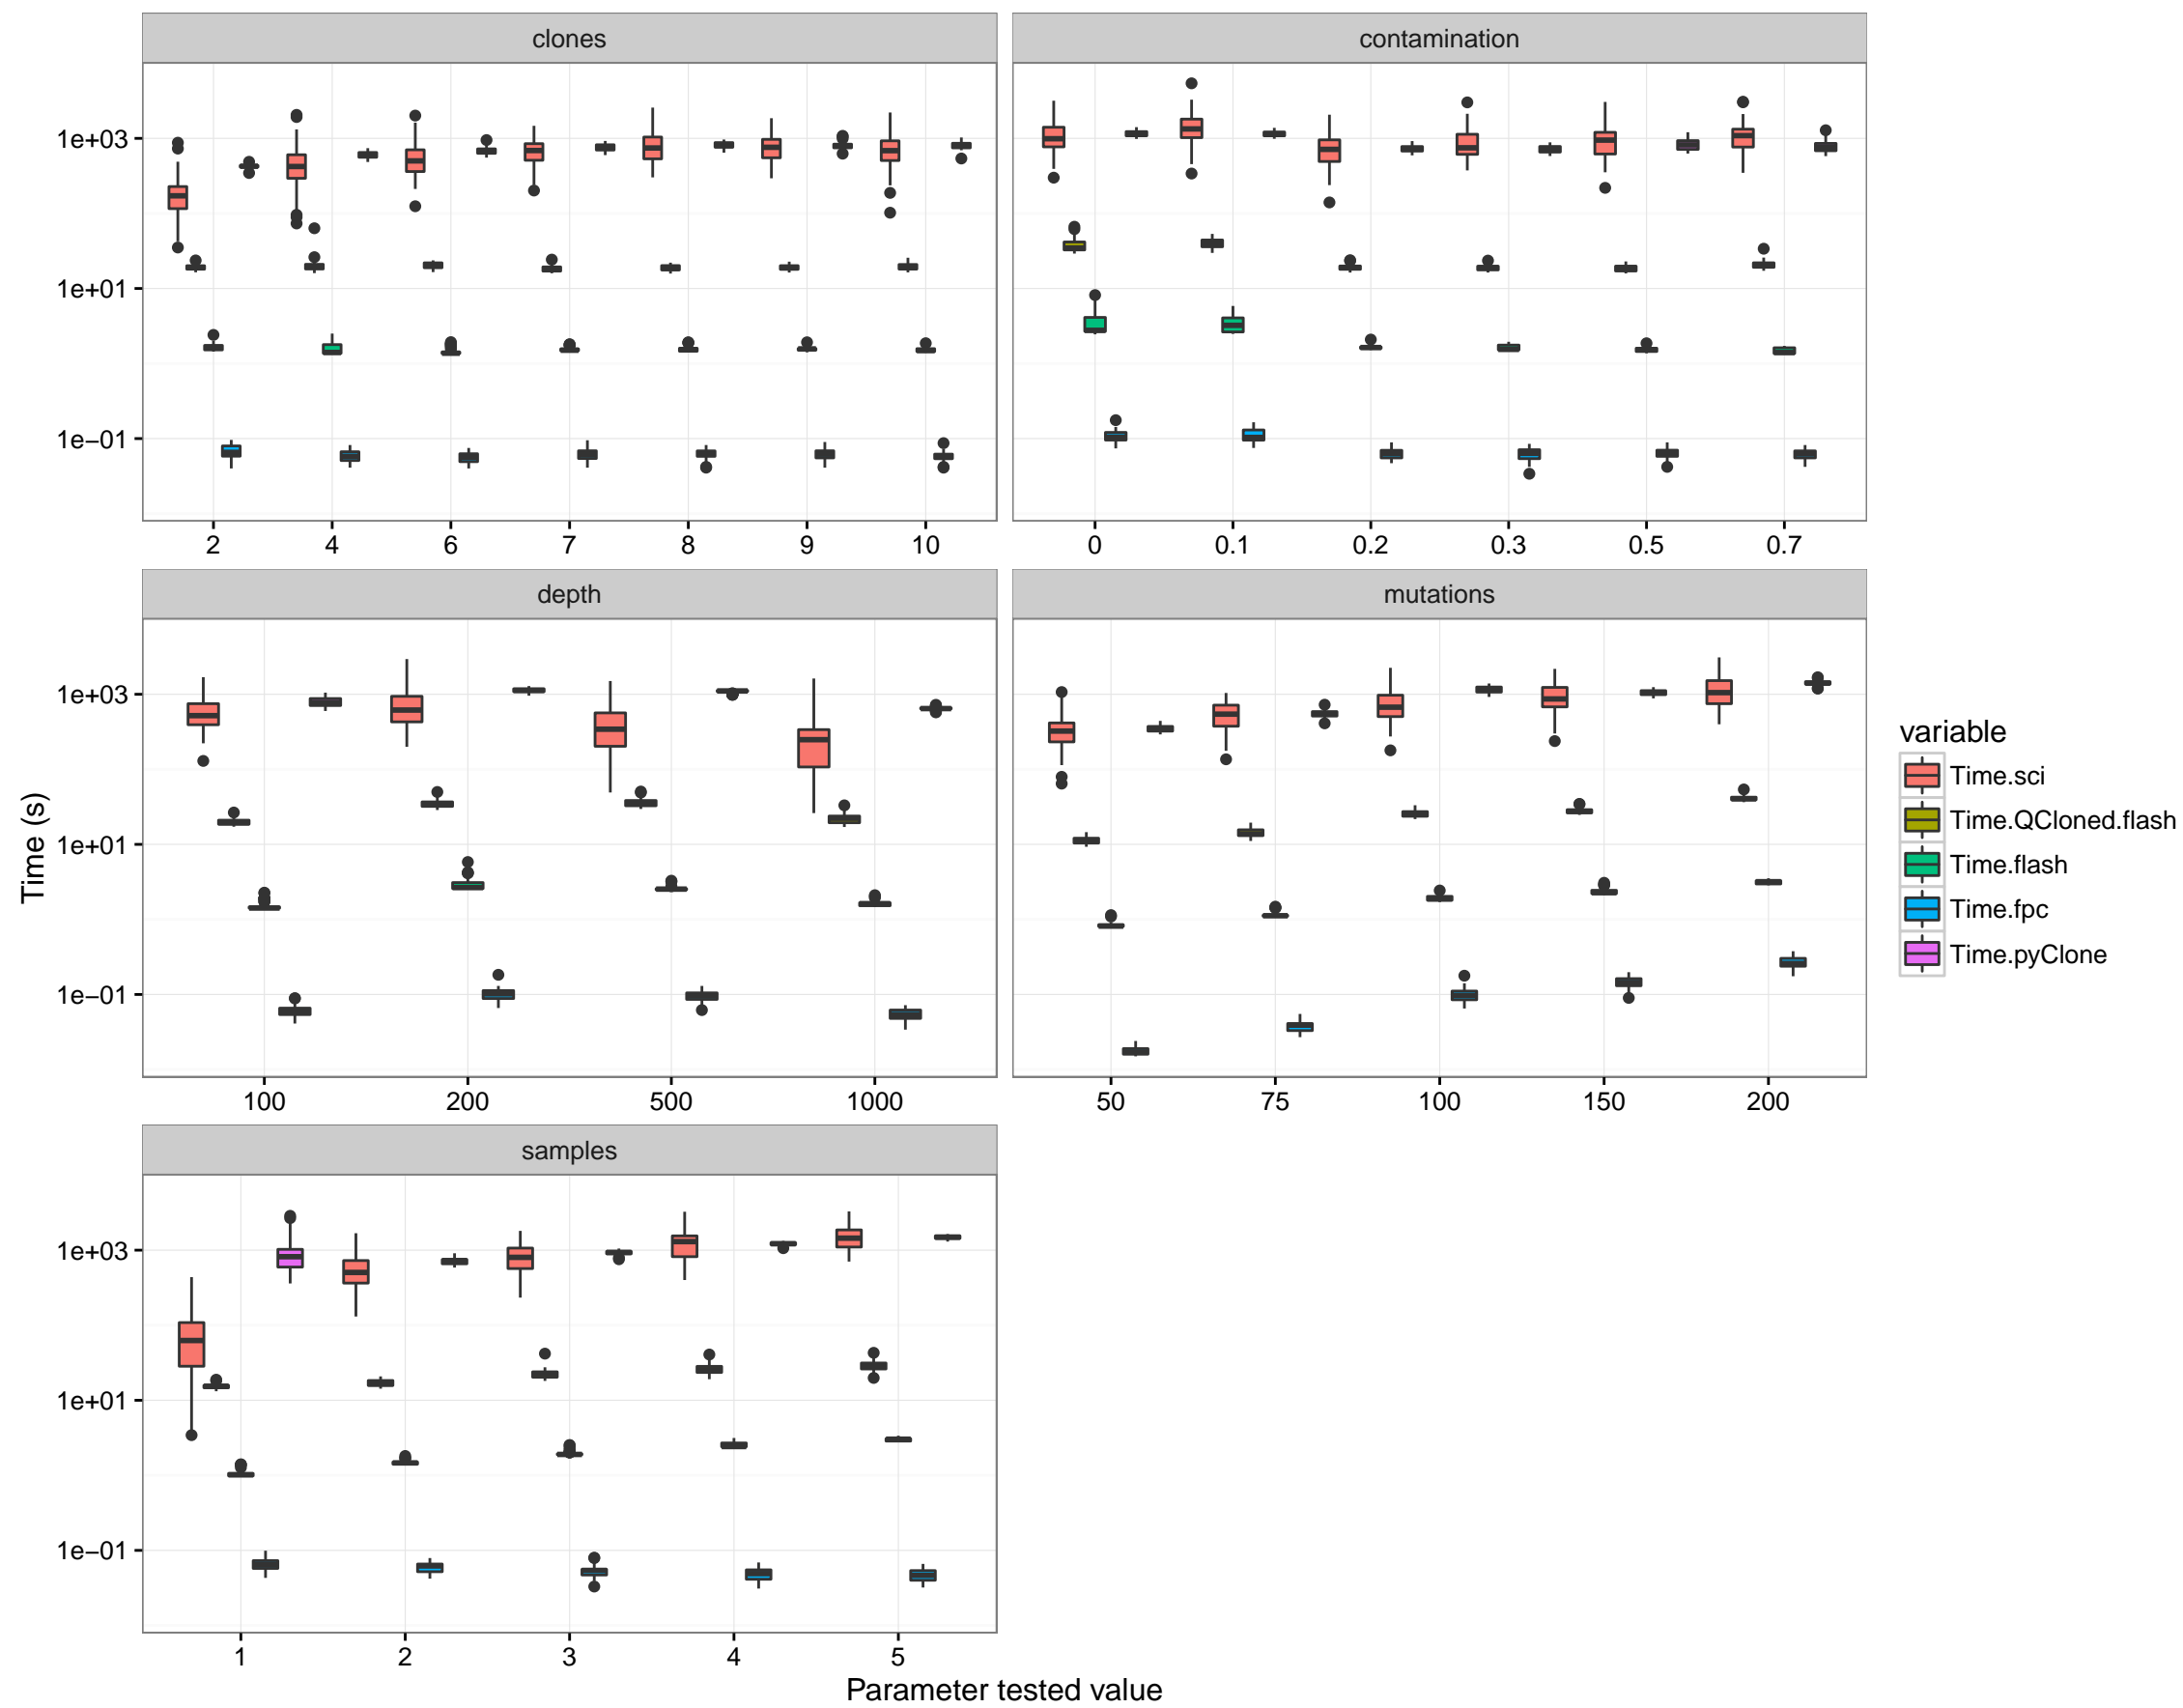 clones
contamination
1e+03
1e+01
1e−01
2 4 6 7 8 9 10
0 0.1 0.2 0.3 0.5 0.7
depth
mutations
1e+03
1e+01
1e−01
100 200 500 1000
50 75 100 150 200
samples
1e+03
1e+01
1e−01
1 2 3 4 5
Time (s)
Parameter tested value
variable
Time.sci
Time.QCloned.flash
Time.flash
Time.fpc
Time.pyClone